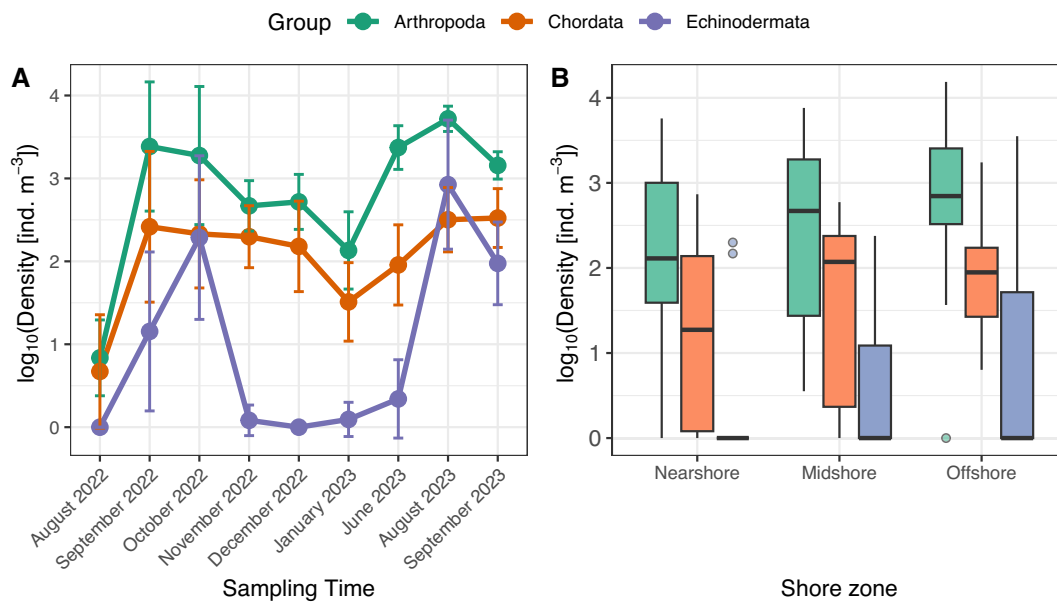 Group Arthropoda Chordata Echinodermata
A
B
log₁₀(Density [ind. m⁻³])
4
3
2
1
0
August 2022
September 2022
October 2022
November 2022
December 2022
January 2023
June 2023
August 2023
September 2023
Sampling Time
log₁₀(Density [ind. m⁻³])
4
3
2
1
0
Nearshore Midshore Offshore
Shore zone